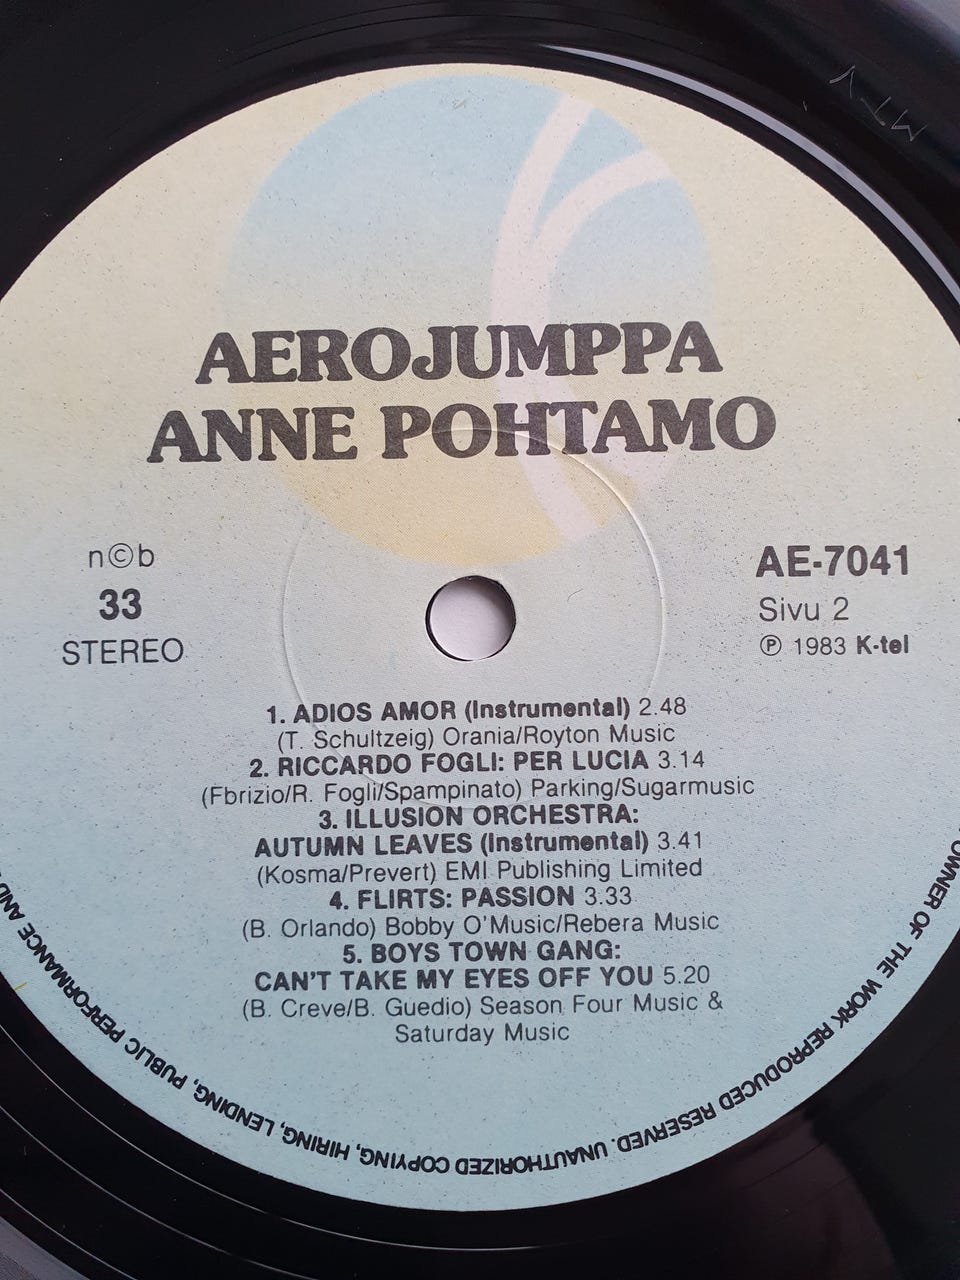 AEROJUMPPA
ANNE POHTAMO
n©b
33
STEREO
AE-7041
Sivu 2
℗ 1983 K-tel
1. ADIOS AMOR (Instrumental) 2.48
(T. Schultzeig) Orania/Royton Music
2. RICCARDO FOGLI: PER LUCIA 3.14
(Fbrizio/R. Fogli/Spampinato) Parking/Sugarmusic
3. ILLUSION ORCHESTRA:
AUTUMN LEAVES (Instrumental) 3.41
(Kosma/Prevert) EMI Publishing Limited
4. FLIRTS: PASSION 3.33
(B. Orlando) Bobby O'Music/Rebera Music
5. BOYS TOWN GANG:
CAN'T TAKE MY EYES OFF YOU 5.20
(B. Creve/B. Guedio) Season Four Music &
Saturday Music
OWNER OF THE WORK REPRODUCED RESERVED. UNAUTHORIZED COPYING, HIRING, LENDING, PUBLIC PERFORMANCE AND